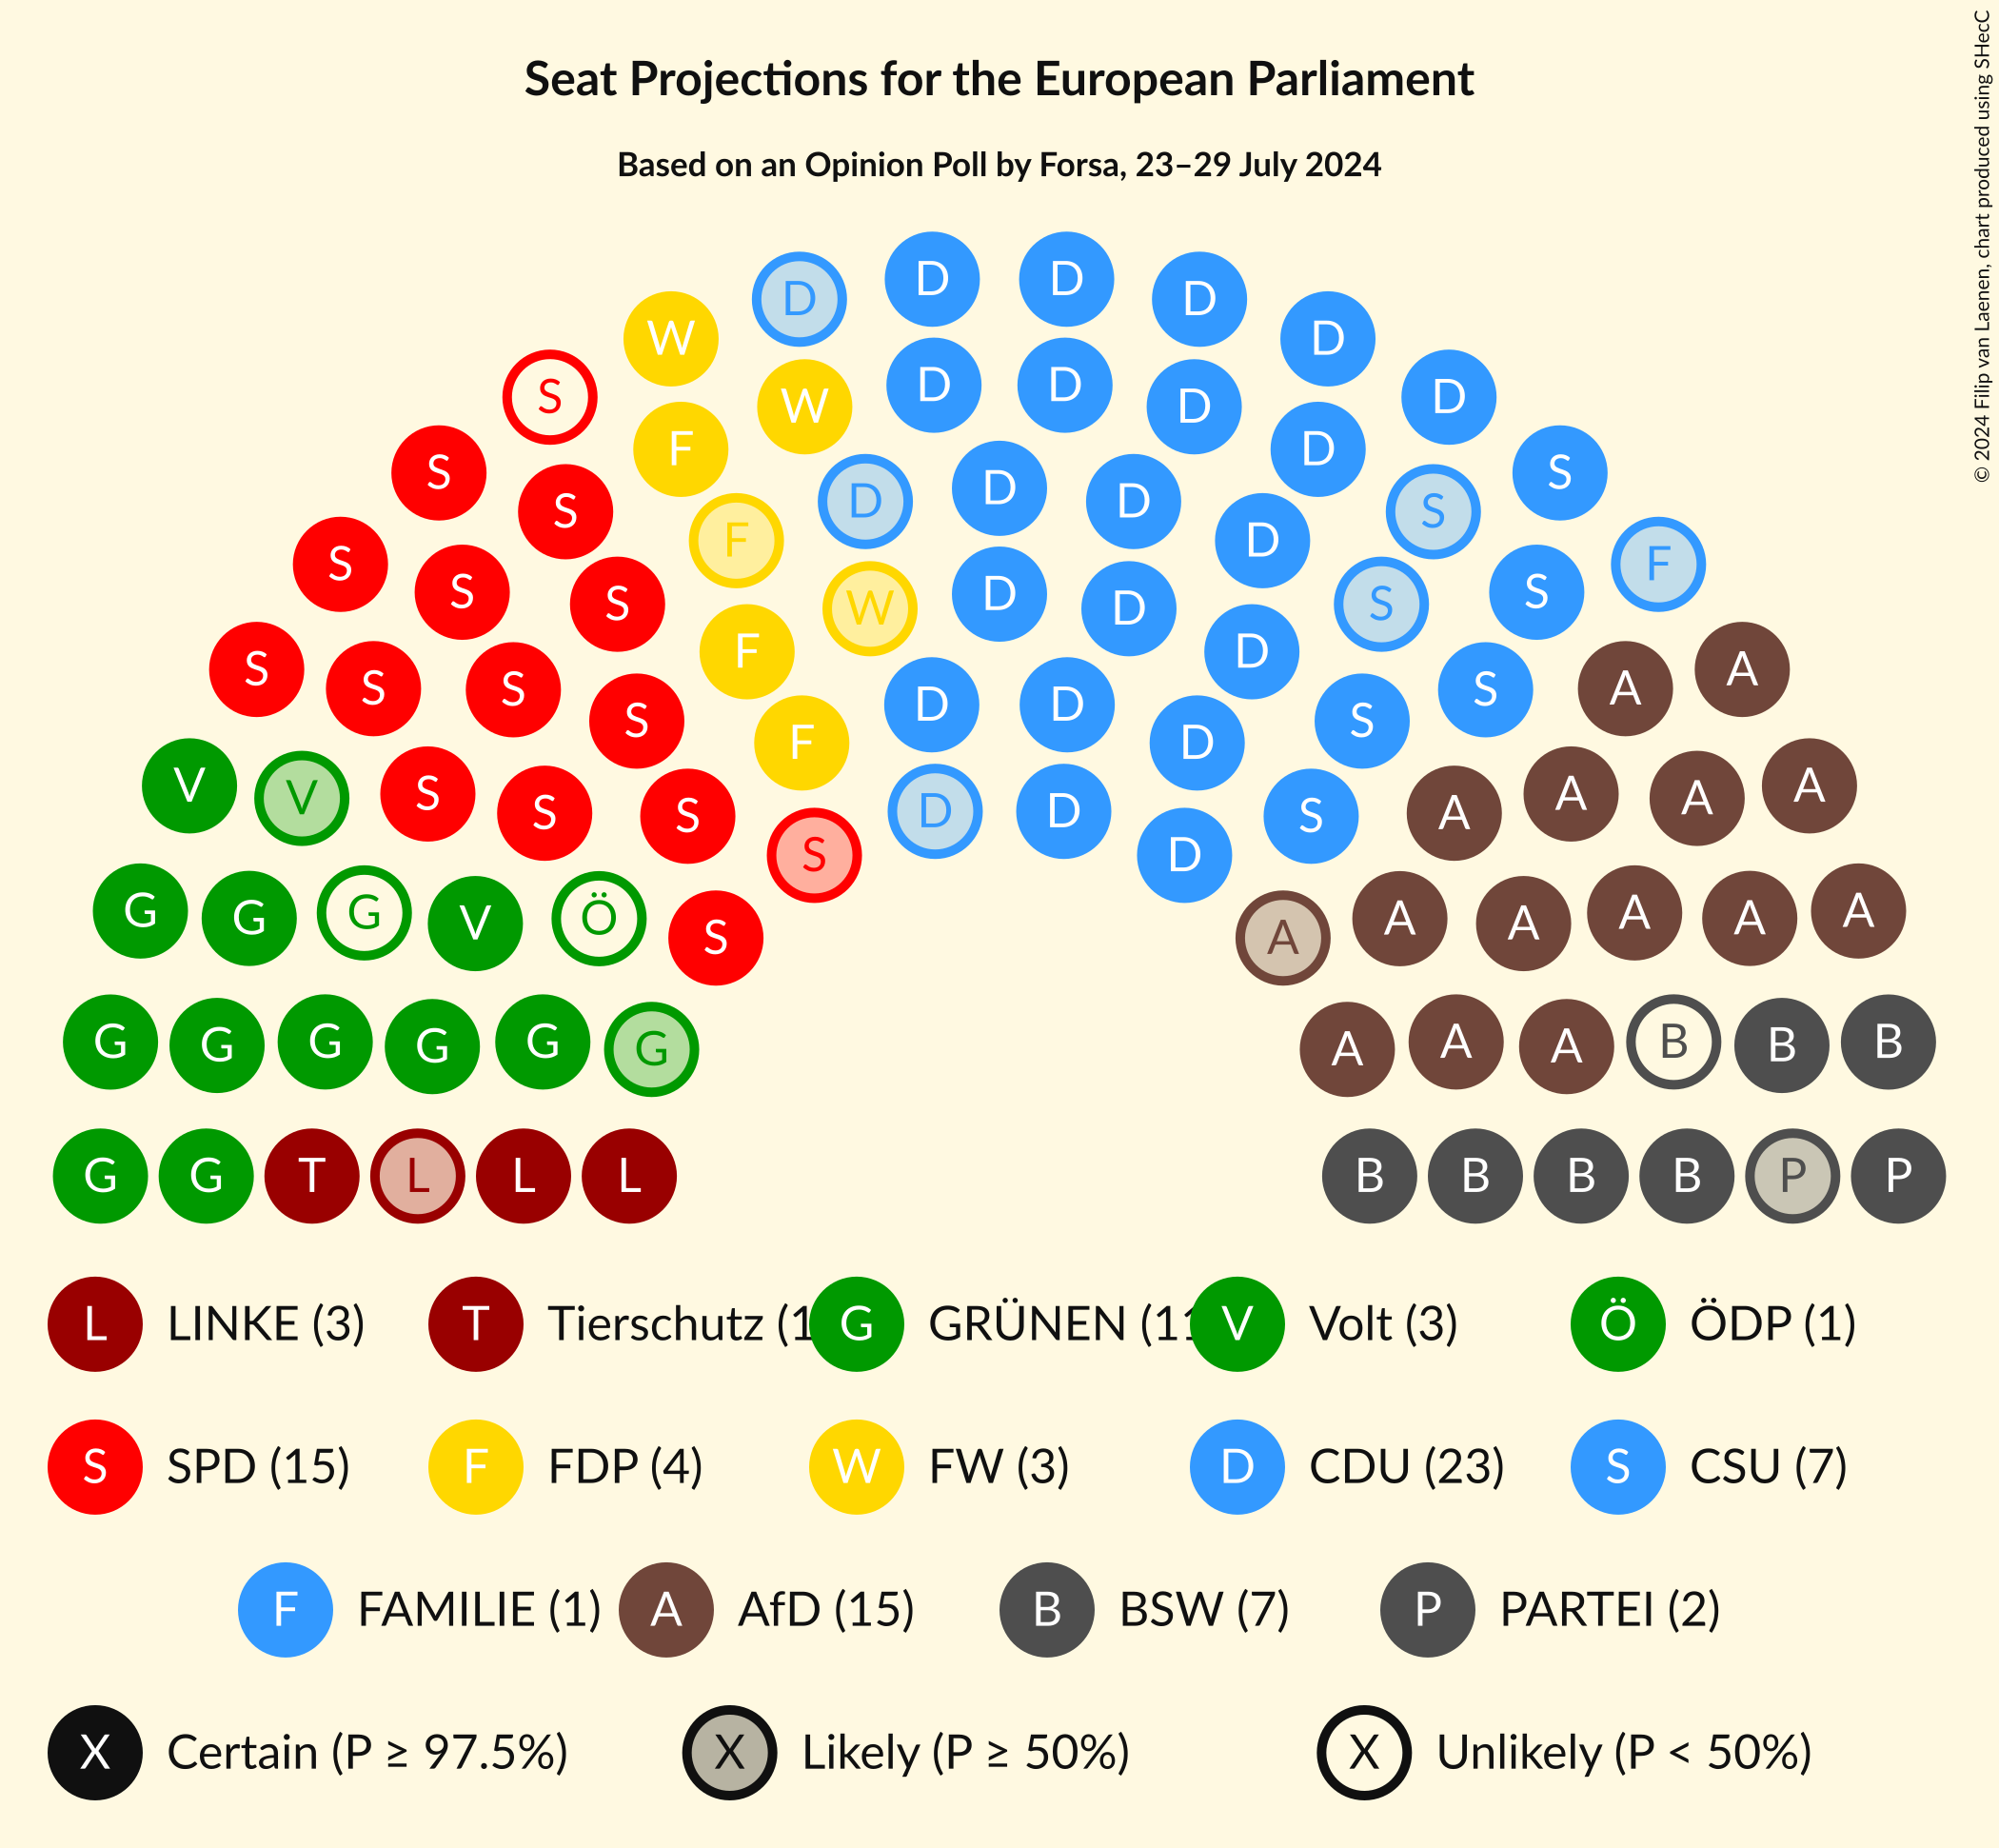 Seat Projections for the European Parliament
Based on an Opinion Poll by Forsa, 23–29 July 2024
© 2024 Filip van Laenen, chart produced using SHecC
D D
D D
W D
D D
S D
W D
F D
S S
D
D D
S S
F D
S F
S D S
S W D S
F D
S A
S S S A
D D
S S
F D
V A
V S A A
S S D D S A
S D
G G A A
G V Ö A A A
S A
G G G G G G A A A B B B
G G T L L L B B B B P P
L LINKE (3) T Tierschutz (1 G GRÜNEN (11 V Volt (3) Ö ÖDP (1)
S SPD (15) F FDP (4) W FW (3) D CDU (23) S CSU (7)
F FAMILIE (1) A AfD (15) B BSW (7) P PARTEI (2)
X Certain (P ≥ 97.5%) X Likely (P ≥ 50%) X Unlikely (P < 50%)